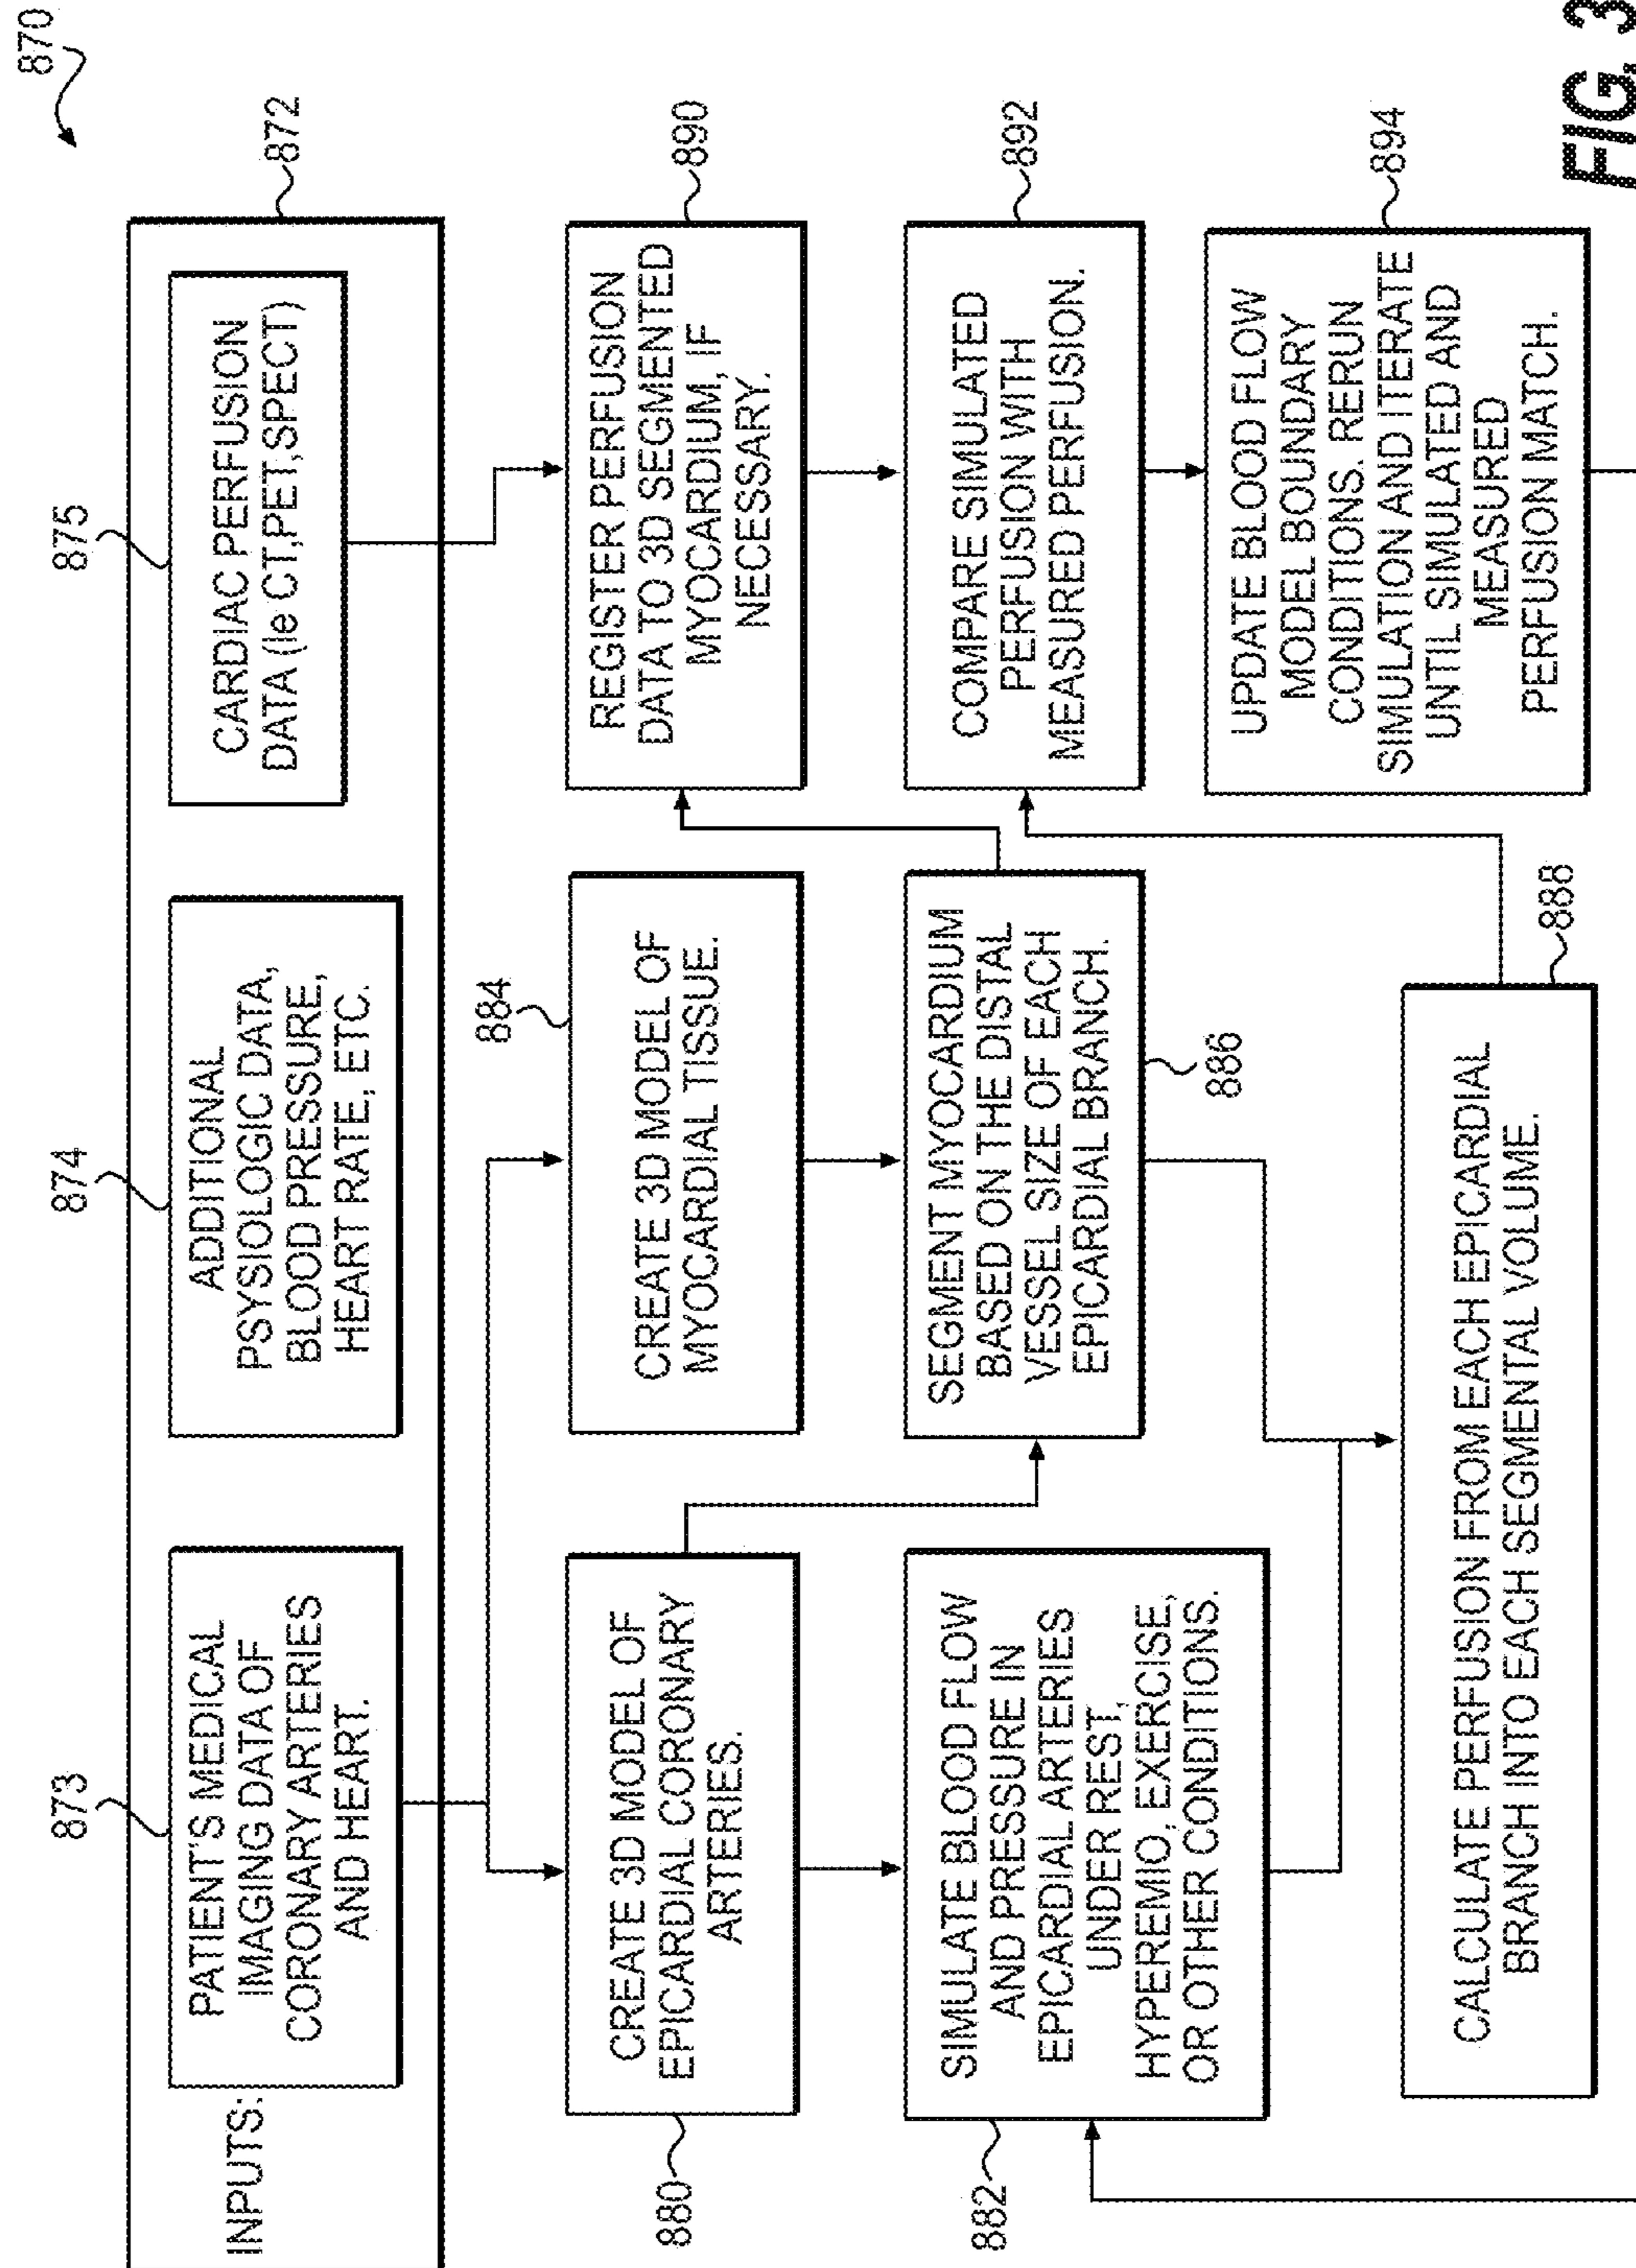 870
872
INPUTS:
873
PATIENT'S MEDICAL
IMAGING DATA OF
CORONARY ARTERIES
AND HEART.
874
ADDITIONAL
PSYSIOLOGIC DATA,
BLOOD PRESSURE,
HEART RATE, ETC.
875
CARDIAC PERFUSION
DATA (Ie CT,PET,SPECT)
880
CREATE 3D MODEL OF
EPICARDIAL CORONARY
ARTERIES.
884
CREATE 3D MODEL OF
MYOCARDIAL TISSUE.
890
REGISTER PERFUSION
DATA TO 3D SEGMENTED
MYOCARDIUM, IF
NECESSARY.
882
SIMULATE BLOOD FLOW
AND PRESSURE IN
EPICARDIAL ARTERIES
UNDER REST,
HYPEREMIO, EXERCISE,
OR OTHER CONDITIONS.
886
SEGMENT MYOCARDIUM
BASED ON THE DISTAL
VESSEL SIZE OF EACH
EPICARDIAL BRANCH.
892
COMPARE SIMULATED
PERFUSION WITH
MEASURED PERFUSION.
888
CALCULATE PERFUSION FROM EACH EPICARDIAL
BRANCH INTO EACH SEGMENTAL VOLUME.
894
UPDATE BLOOD FLOW
MODEL BOUNDARY
CONDITIONS. RERUN
SIMULATION AND ITERATE
UNTIL SIMULATED AND
MEASURED
PERFUSION MATCH.
FIG. 3